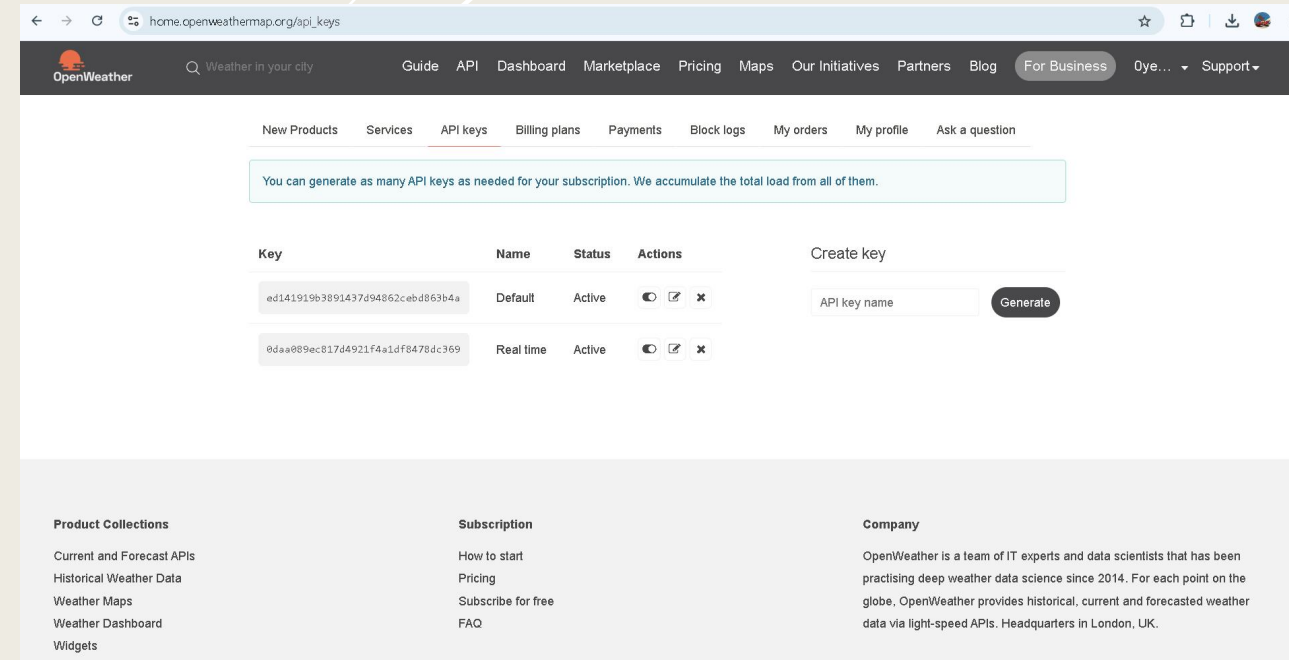 home.openweathermap.org/api_keys
OpenWeather Weather in your city Guide API Dashboard Marketplace Pricing Maps Our Initiatives Partners Blog For Business 0ye... Support
New Products Services API keys Billing plans Payments Block logs My orders My profile Ask a question
You can generate as many API keys as needed for your subscription. We accumulate the total load from all of them.
Key Name Status Actions Create key
ed141919b3891437d94862cebd863b4a Default Active API key name Generate
0daa089ec817d4921f4a1df8478dc369 Real time Active
Product Collections
Current and Forecast APIs
Historical Weather Data
Weather Maps
Weather Dashboard
Widgets
Subscription
How to start
Pricing
Subscribe for free
FAQ
Company
OpenWeather is a team of IT experts and data scientists that has been
practising deep weather data science since 2014. For each point on the
globe, OpenWeather provides historical, current and forecasted weather
data via light-speed APIs. Headquarters in London, UK.